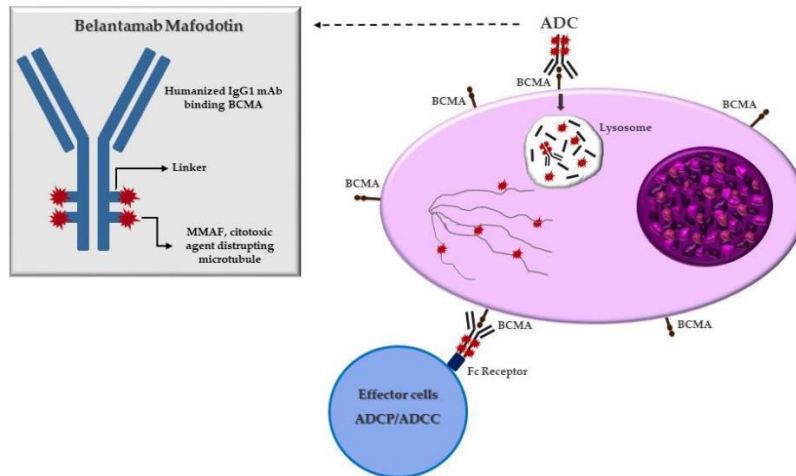 Belantamab Mafodotin
Humanized IgG1 mAb
binding BCMA
Linker
MMAF, citotoxic
agent distrupting
microtubule
ADC
BCMA
BCMA
BCMA
Lysosome
BCMA
BCMA
BCMA
Fc Receptor
Effector cells
ADCP/ADCC